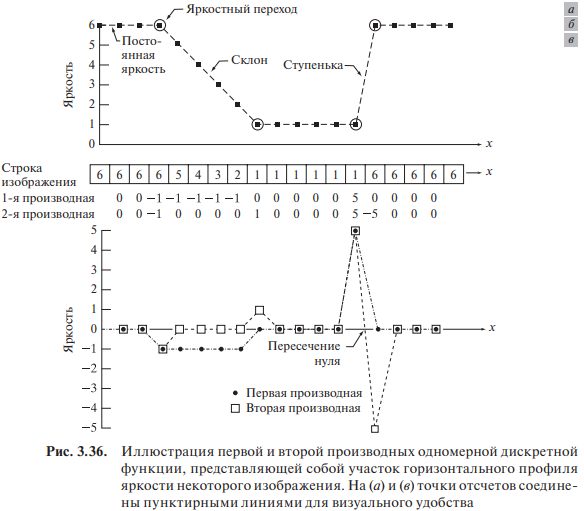 а
б
в
Яркостный переход
6
5
4
3
2
1
0
Яркость
Посто-
янная
яркость
Склон
Ступенька
x
Строка
изображения
6 6 6 6 5 4 3 2 1 1 1 1 1 1 6 6 6 6 6
x
1-я производная 0 0 −1 −1 −1 −1 −1 0 0 0 0 0 5 0 0 0 0
2-я производная 0 0 −1 0 0 0 0 1 0 0 0 0 5 −5 0 0 0
5
4
3
2
1
0
−1
−2
−3
−4
−5
Яркость
x
Пересечение
нуля
Первая производная
Вторая производная
Рис. 3.36. Иллюстрация первой и второй производных одномерной дискретной
функции, представляющей собой участок горизонтального профиля
яркости некоторого изображения. На (а) и (в) точки отсчетов соедине-
ны пунктирными линиями для визуального удобства